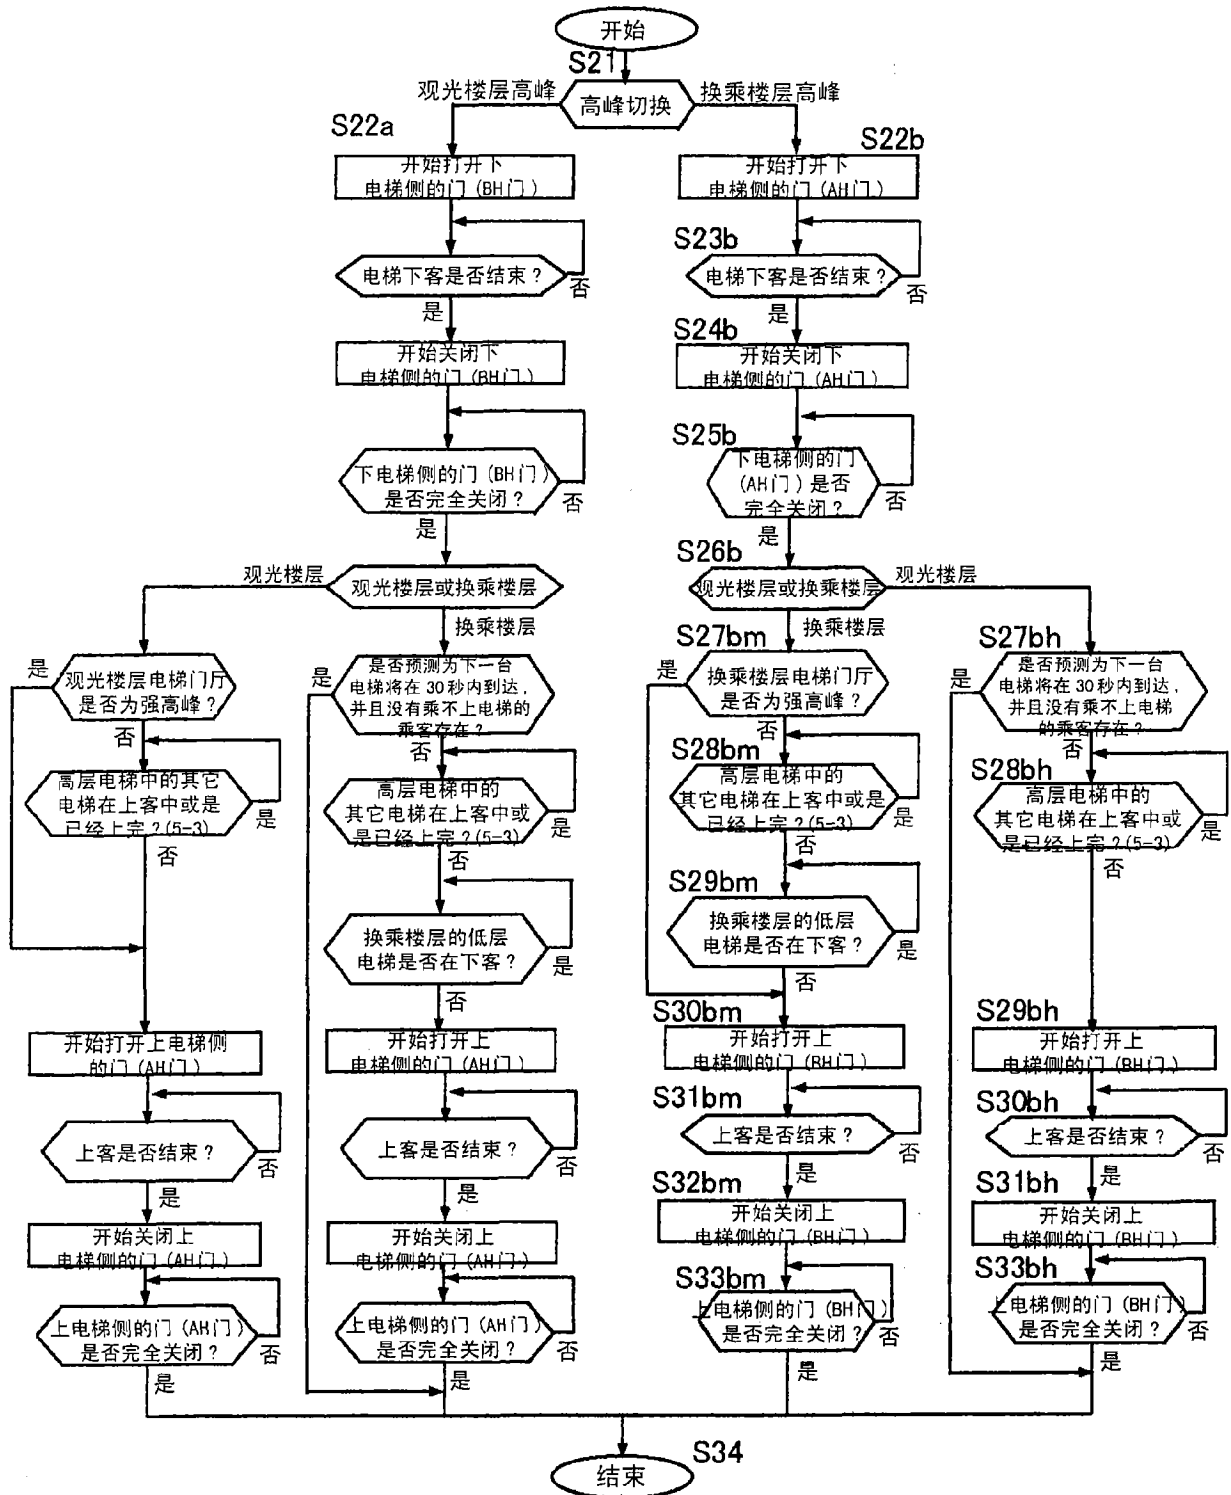 开始
S21
高峰切换
观光楼层高峰
换乘楼层高峰
S22a
开始打开下
电梯侧的门(BH门)
电梯下客是否结束?
否
是
开始关闭下
电梯侧的门(BH门)
下电梯侧的门(BH门)
是否完全关闭?
否
是
观光楼层或换乘楼层
观光楼层
换乘楼层
观光楼层电梯门厅
是否为强高峰?
是
否
高层电梯中的其它
电梯在上客中或是
已经上完?(5-3)
是
否
开始打开上电梯侧
的门(AH门)
上客是否结束?
否
是
开始关闭上
电梯侧的门(AH门)
上电梯侧的门(AH门)
是否完全关闭?
否
是
是否预测为下一台
电梯将在30秒内到达,
并且没有乘不上电梯的
乘客存在?
是
否
高层电梯中的
其它电梯在上客中或
是已经上完?(5-3)
是
否
换乘楼层的低层
电梯是否在下客?
是
否
开始打开上
电梯侧的门(AH门)
上客是否结束?
否
是
开始关闭上
电梯侧的门(AH门)
上电梯侧的门(AH门)
是否完全关闭?
否
是
S22b
开始打开下
电梯侧的门(AH门)
S23b
电梯下客是否结束?
否
是
S24b
开始关闭下
电梯侧的门(AH门)
S25b
下电梯侧的门
(AH门)是否
完全关闭?
否
是
S26b
观光楼层或换乘楼层
观光楼层
换乘楼层
S27bm
换乘楼层电梯门厅
是否为强高峰?
是
否
S28bm
高层电梯中的
其它电梯在上客中或是
已经上完?(5-3)
是
否
S29bm
换乘楼层的低层
电梯是否在下客?
是
否
S30bm
开始打开上
电梯侧的门(BH门)
S31bm
上客是否结束?
否
是
S32bm
开始关闭上
电梯侧的门(BH门)
S33bm
上电梯侧的门(BH门)
是否完全关闭?
否
是
S27bh
是否预测为下一台
电梯将在30秒内到达,
并且没有乘不上电梯
的乘客存在?
是
否
S28bh
高层电梯中的
其它电梯在上客中或
是已经上完?(5-3)
是
否
S29bh
开始打开上
电梯侧的门(BH门)
S30bh
上客是否结束?
否
是
S31bh
开始关闭上
电梯侧的门(BH门)
S33bh
上电梯侧的门(BH门)
是否完全关闭?
否
是
结束
S34